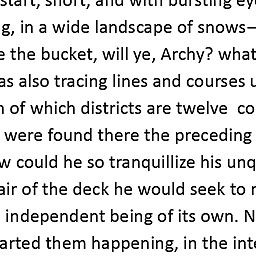 start, snort, and with bursting
g, in a wide landscape of snows—
the bucket, will ye, Archy? what
as also tracing lines and courses
of which districts are twelve co
were found there the preceding
could he so tranquillize his unq
air of the deck he would seek to
independent being of its own. N
arted them happening, in the inte